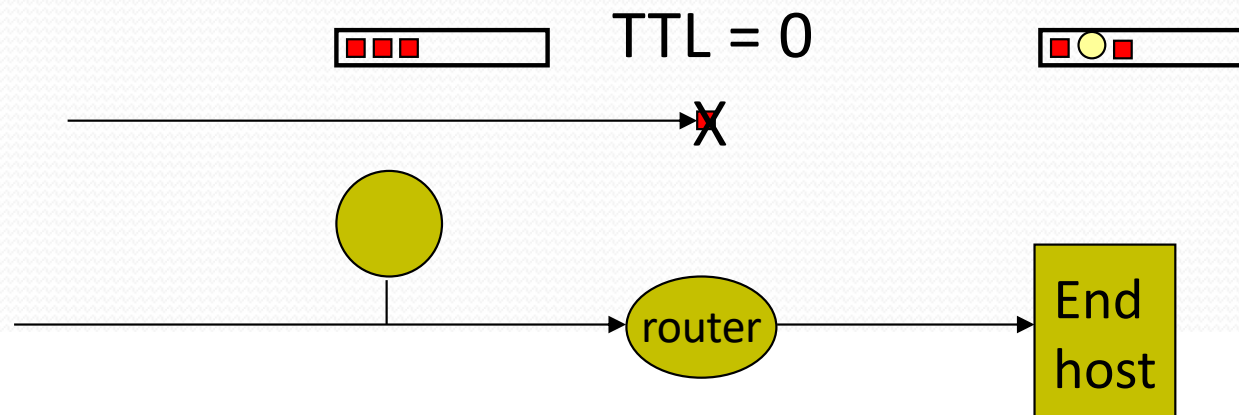 TTL = 0
X
router
End
host